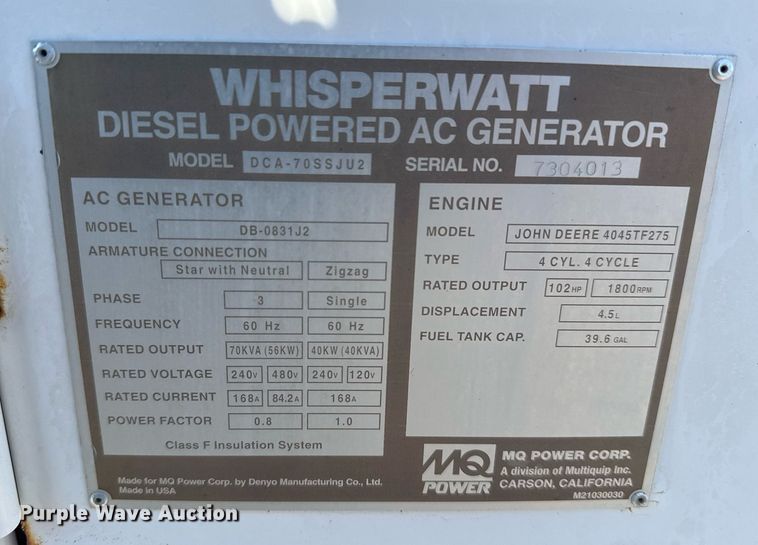 WHISPERWATT
DIESEL POWERED AC GENERATOR
MODEL DCA-70SSJU2 SERIAL NO. 7304013
AC GENERATOR
MODEL DB-0831J2
ARMATURE CONNECTION
Star with Neutral Zigzag
PHASE 3 Single
FREQUENCY 60 Hz 60 Hz
RATED OUTPUT 70KVA (56KW) 40KW (40KVA)
RATED VOLTAGE 240V 480V 240V 120V
RATED CURRENT 168A 84.2A 168A
POWER FACTOR 0.8 1.0
Class F Insulation System
Made for MQ Power Corp. by Denyo Manufacturing Co., Ltd.
Made in USA
ENGINE
MODEL JOHN DEERE 4045TF275
TYPE 4 CYL. 4 CYCLE
RATED OUTPUT 102HP 1800RPM
DISPLACEMENT 4.5L
FUEL TANK CAP. 39.6 GAL
MQ
POWER
MQ POWER CORP.
A division of Multiquip Inc.
CARSON, CALIFORNIA
M21030030
Purple Wave Auction